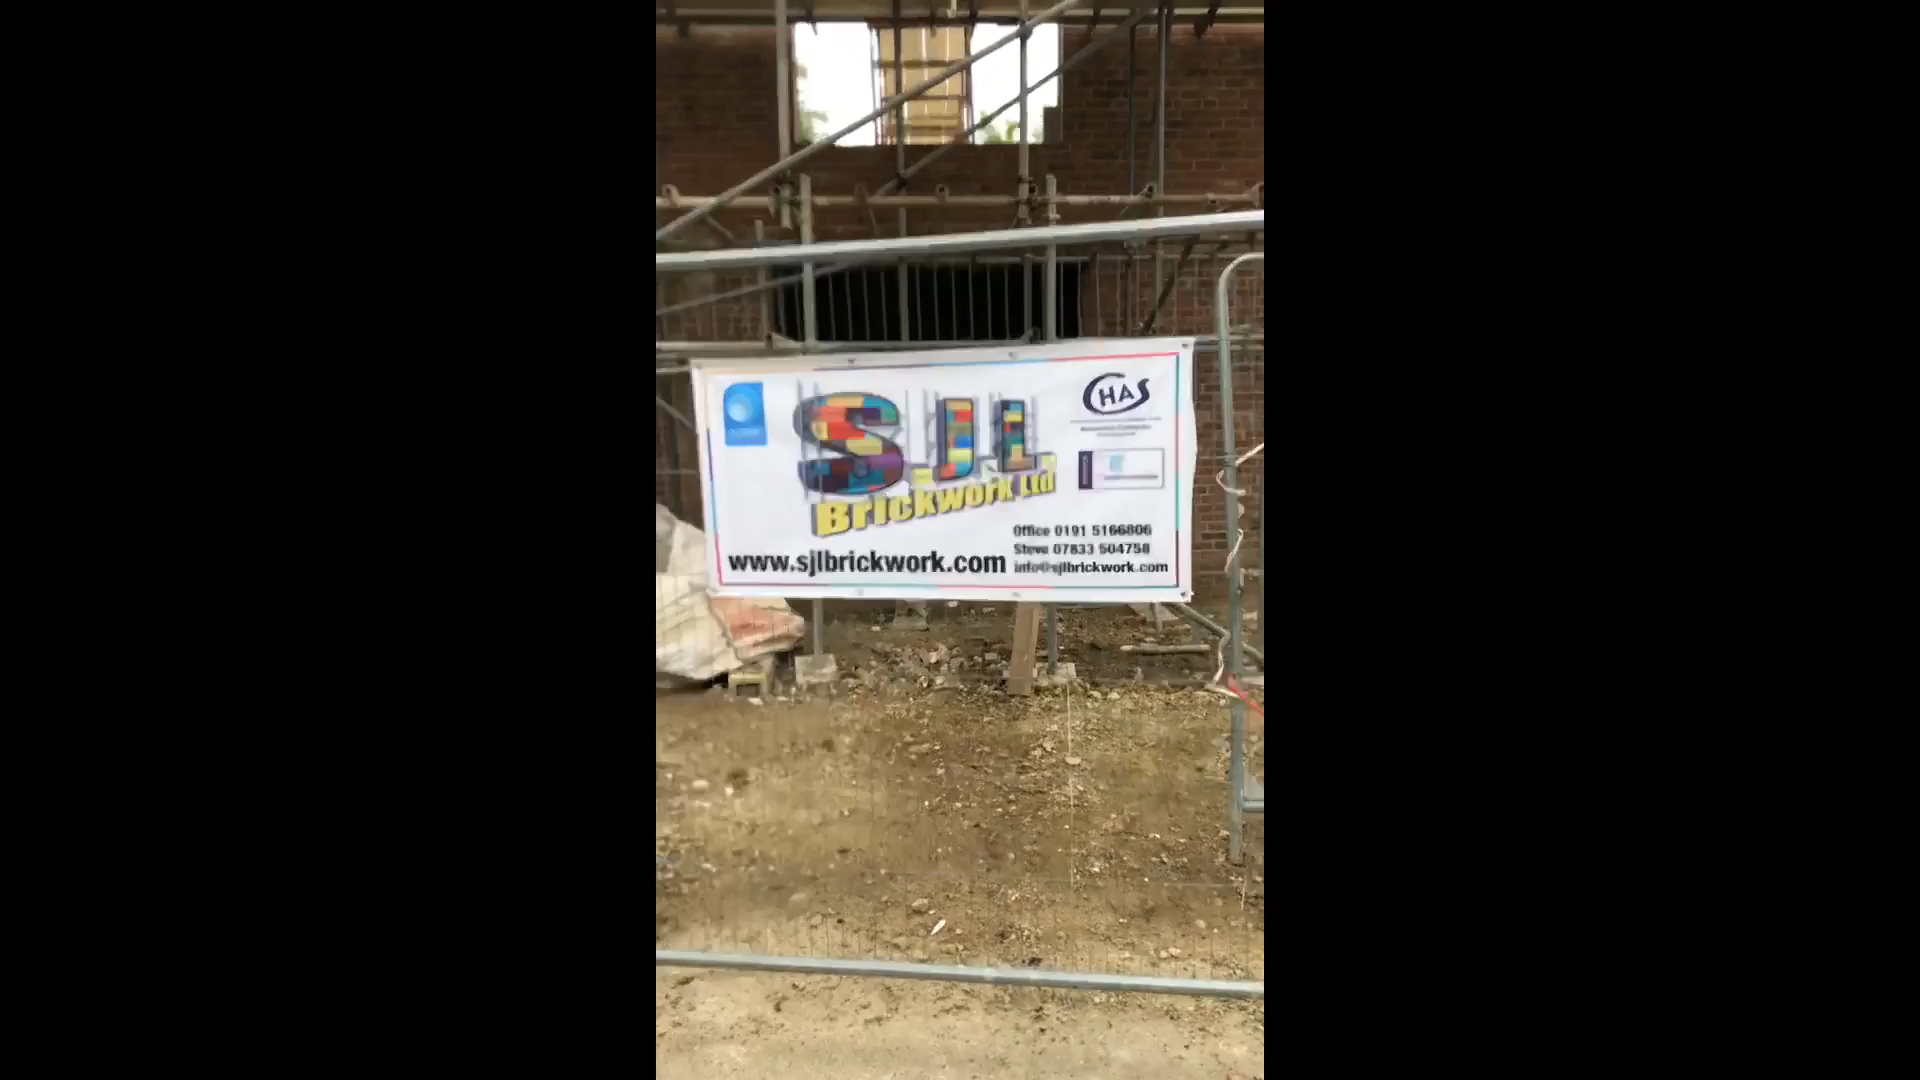 S.J.L.
Brickwork Ltd
CHAS
Office 0191 5166806
Steve 07833 504758
www.sjlbrickwork.com
info@sjlbrickwork.com